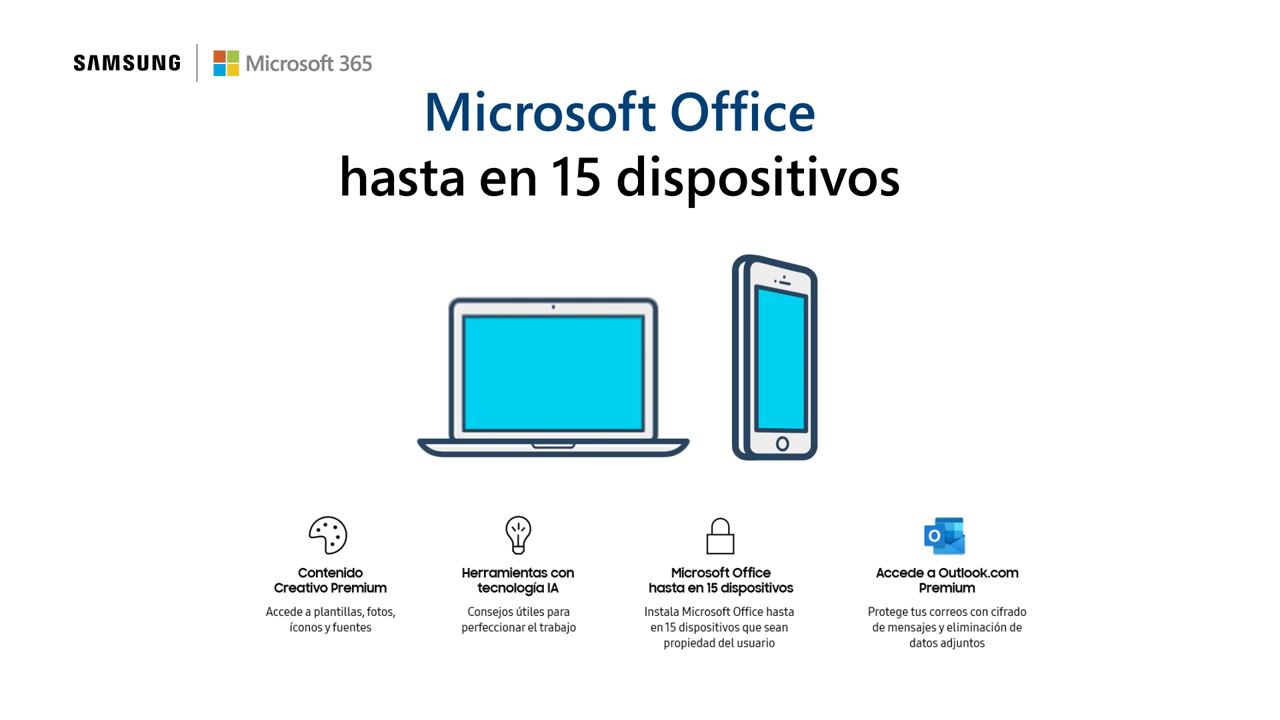 SAMSUNG | Microsoft 365
Microsoft Office
hasta en 15 dispositivos
Contenido
Creativo Premium
Accede a plantillas, fotos,
íconos y fuentes
Herramientas con
tecnología IA
Consejos útiles para
perfeccionar el trabajo
Microsoft Office
hasta en 15 dispositivos
Instala Microsoft Office hasta
en 15 dispositivos que sean
propiedad del usuario
O
Accede a Outlook.com
Premium
Protege tus correos con cifrado
de mensajes y eliminación de
datos adjuntos